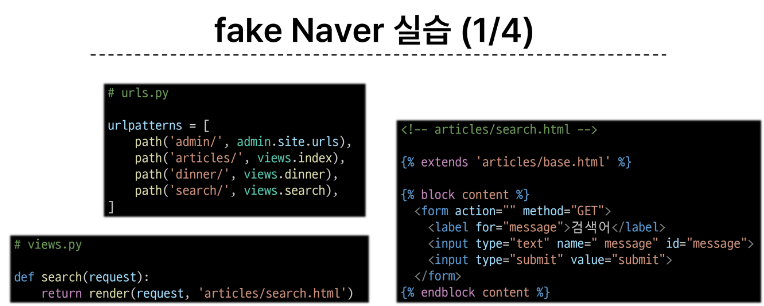 fake Naver 실습 (1/4)
# urls.py
urlpatterns = [
    path('admin/', admin.site.urls),
    path('articles/', views.index),
    path('dinner/', views.dinner),
    path('search/', views.search),
]
# views.py
def search(request):
    return render(request, 'articles/search.html')
<!-- articles/search.html -->
{% extends 'articles/base.html' %}
{% block content %}
  <form action="" method="GET">
    <label for="message">검색어</label>
    <input type="text" name=" message" id="message">
    <input type="submit" value="submit">
  </form>
{% endblock content %}